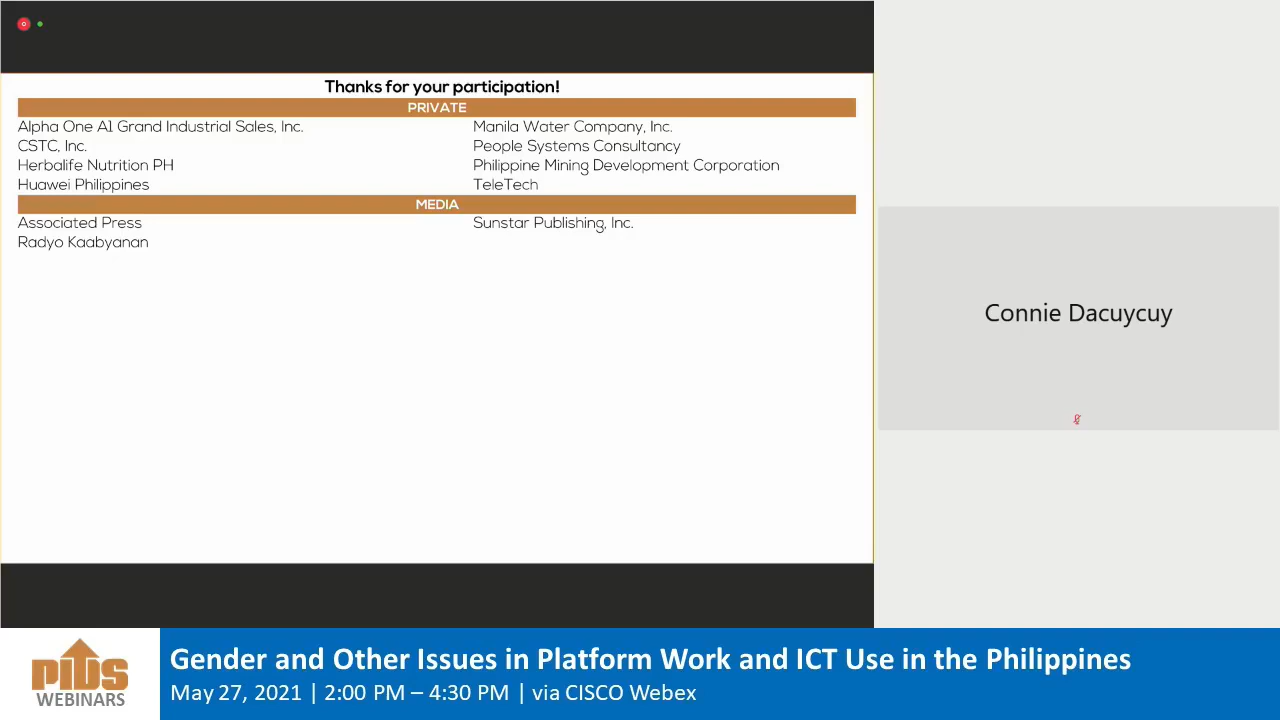 Thanks for your participation!
PRIVATE
Alpha One A1 Grand Industrial Sales, Inc.
CSTC, Inc.
Herbalife Nutrition PH
Huawei Philippines
Manila Water Company, Inc.
People Systems Consultancy
Philippine Mining Development Corporation
TeleTech
MEDIA
Associated Press
Radyo Kaabyanan
Sunstar Publishing, Inc.
Connie Dacuycuy
PIDS
WEBINARS
Gender and Other Issues in Platform Work and ICT Use in the Philippines
May 27, 2021 | 2:00 PM – 4:30 PM | via CISCO Webex